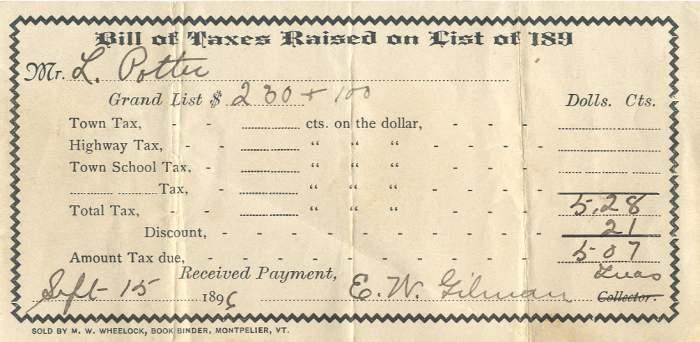 Bill of Taxes Raised on List of 189
Mr. L. Potter
Grand List $ 230 + 100 Dolls. Cts.
Town Tax, - - ............ cts. on the dollar, - - -
Highway Tax, - ............ “ “ “ - - -
Town School Tax, - ............ “ “ “ - - -
............ Tax, - ............ “ “ “ - - -
Total Tax, - - ............ “ “ “ - - - 5.28
Discount, - - - - - - - - - 21
Amount Tax due, - - - - - - - - - 5 07
Received Payment, Treas
Sept- 15 1896 E. W. Gilman Collector.
SOLD BY M. W. WHEELOCK, BOOK BINDER, MONTPELIER, VT.